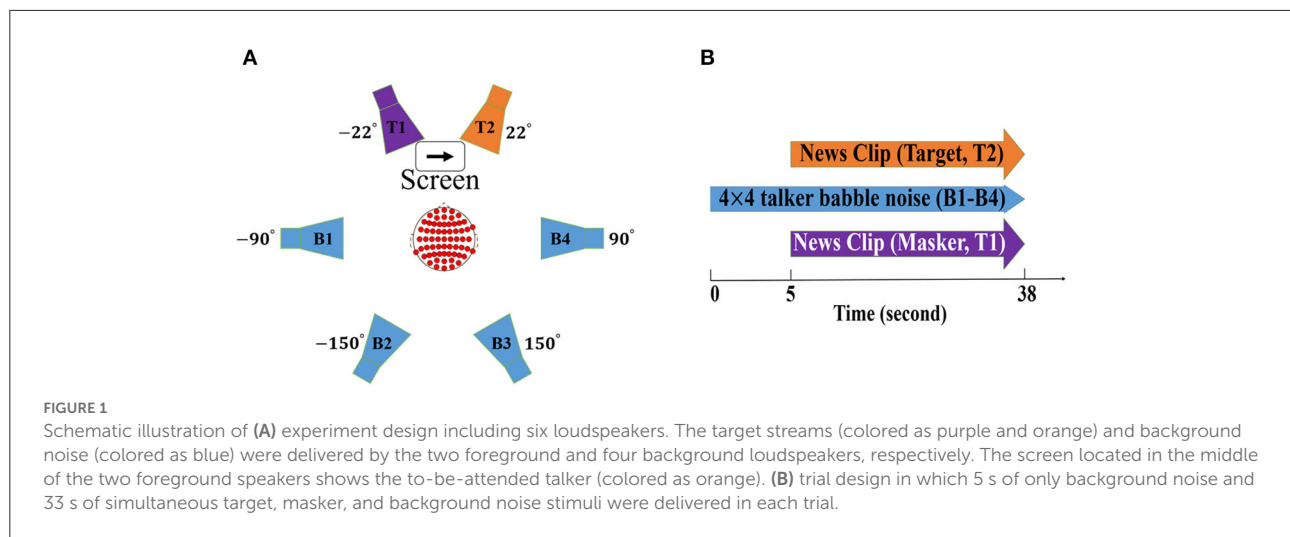 A
B
−22°
T1
T2
22°
Screen
−90°
B1
B4
90°
−150°
B2
B3
150°
News Clip (Target, T2)
4×4 talker babble noise (B1-B4)
News Clip (Masker, T1)
0
5
38
Time (second)
FIGURE 1
Schematic illustration of (A) experiment design including six loudspeakers. The target streams (colored as purple and orange) and background
noise (colored as blue) were delivered by the two foreground and four background loudspeakers, respectively. The screen located in the middle
of the two foreground speakers shows the to-be-attended talker (colored as orange). (B) trial design in which 5 s of only background noise and
33 s of simultaneous target, masker, and background noise stimuli were delivered in each trial.